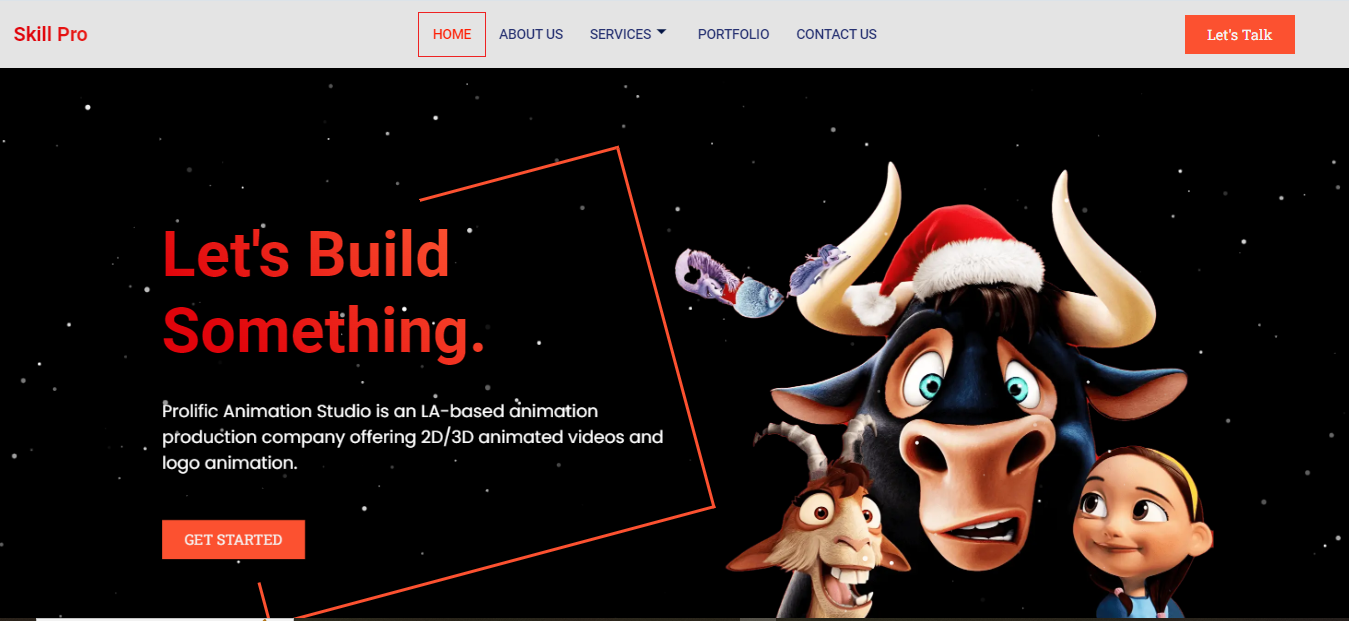 Skill Pro
HOME
ABOUT US
SERVICES
PORTFOLIO
CONTACT US
Let's Talk
Let's Build
Something.
Prolific Animation Studio is an LA-based animation
production company offering 2D/3D animated videos and
logo animation.
GET STARTED